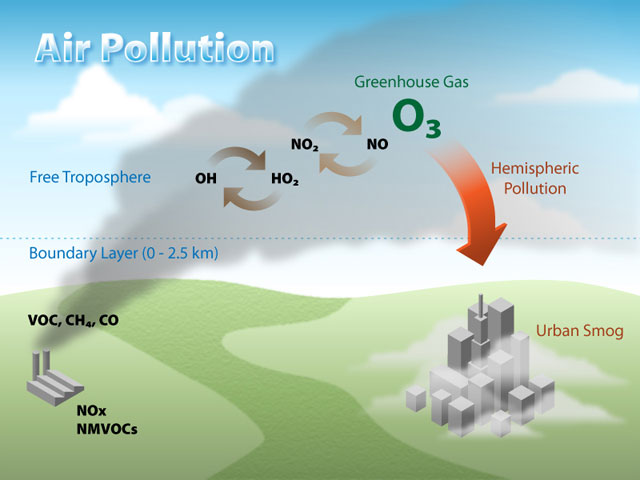 Air Pollution
Greenhouse Gas
O₃
NO₂
NO
Free Troposphere
OH
HO₂
Hemispheric
Pollution
Boundary Layer (0 - 2.5 km)
VOC, CH₄, CO
Urban Smog
NOx
NMVOCs